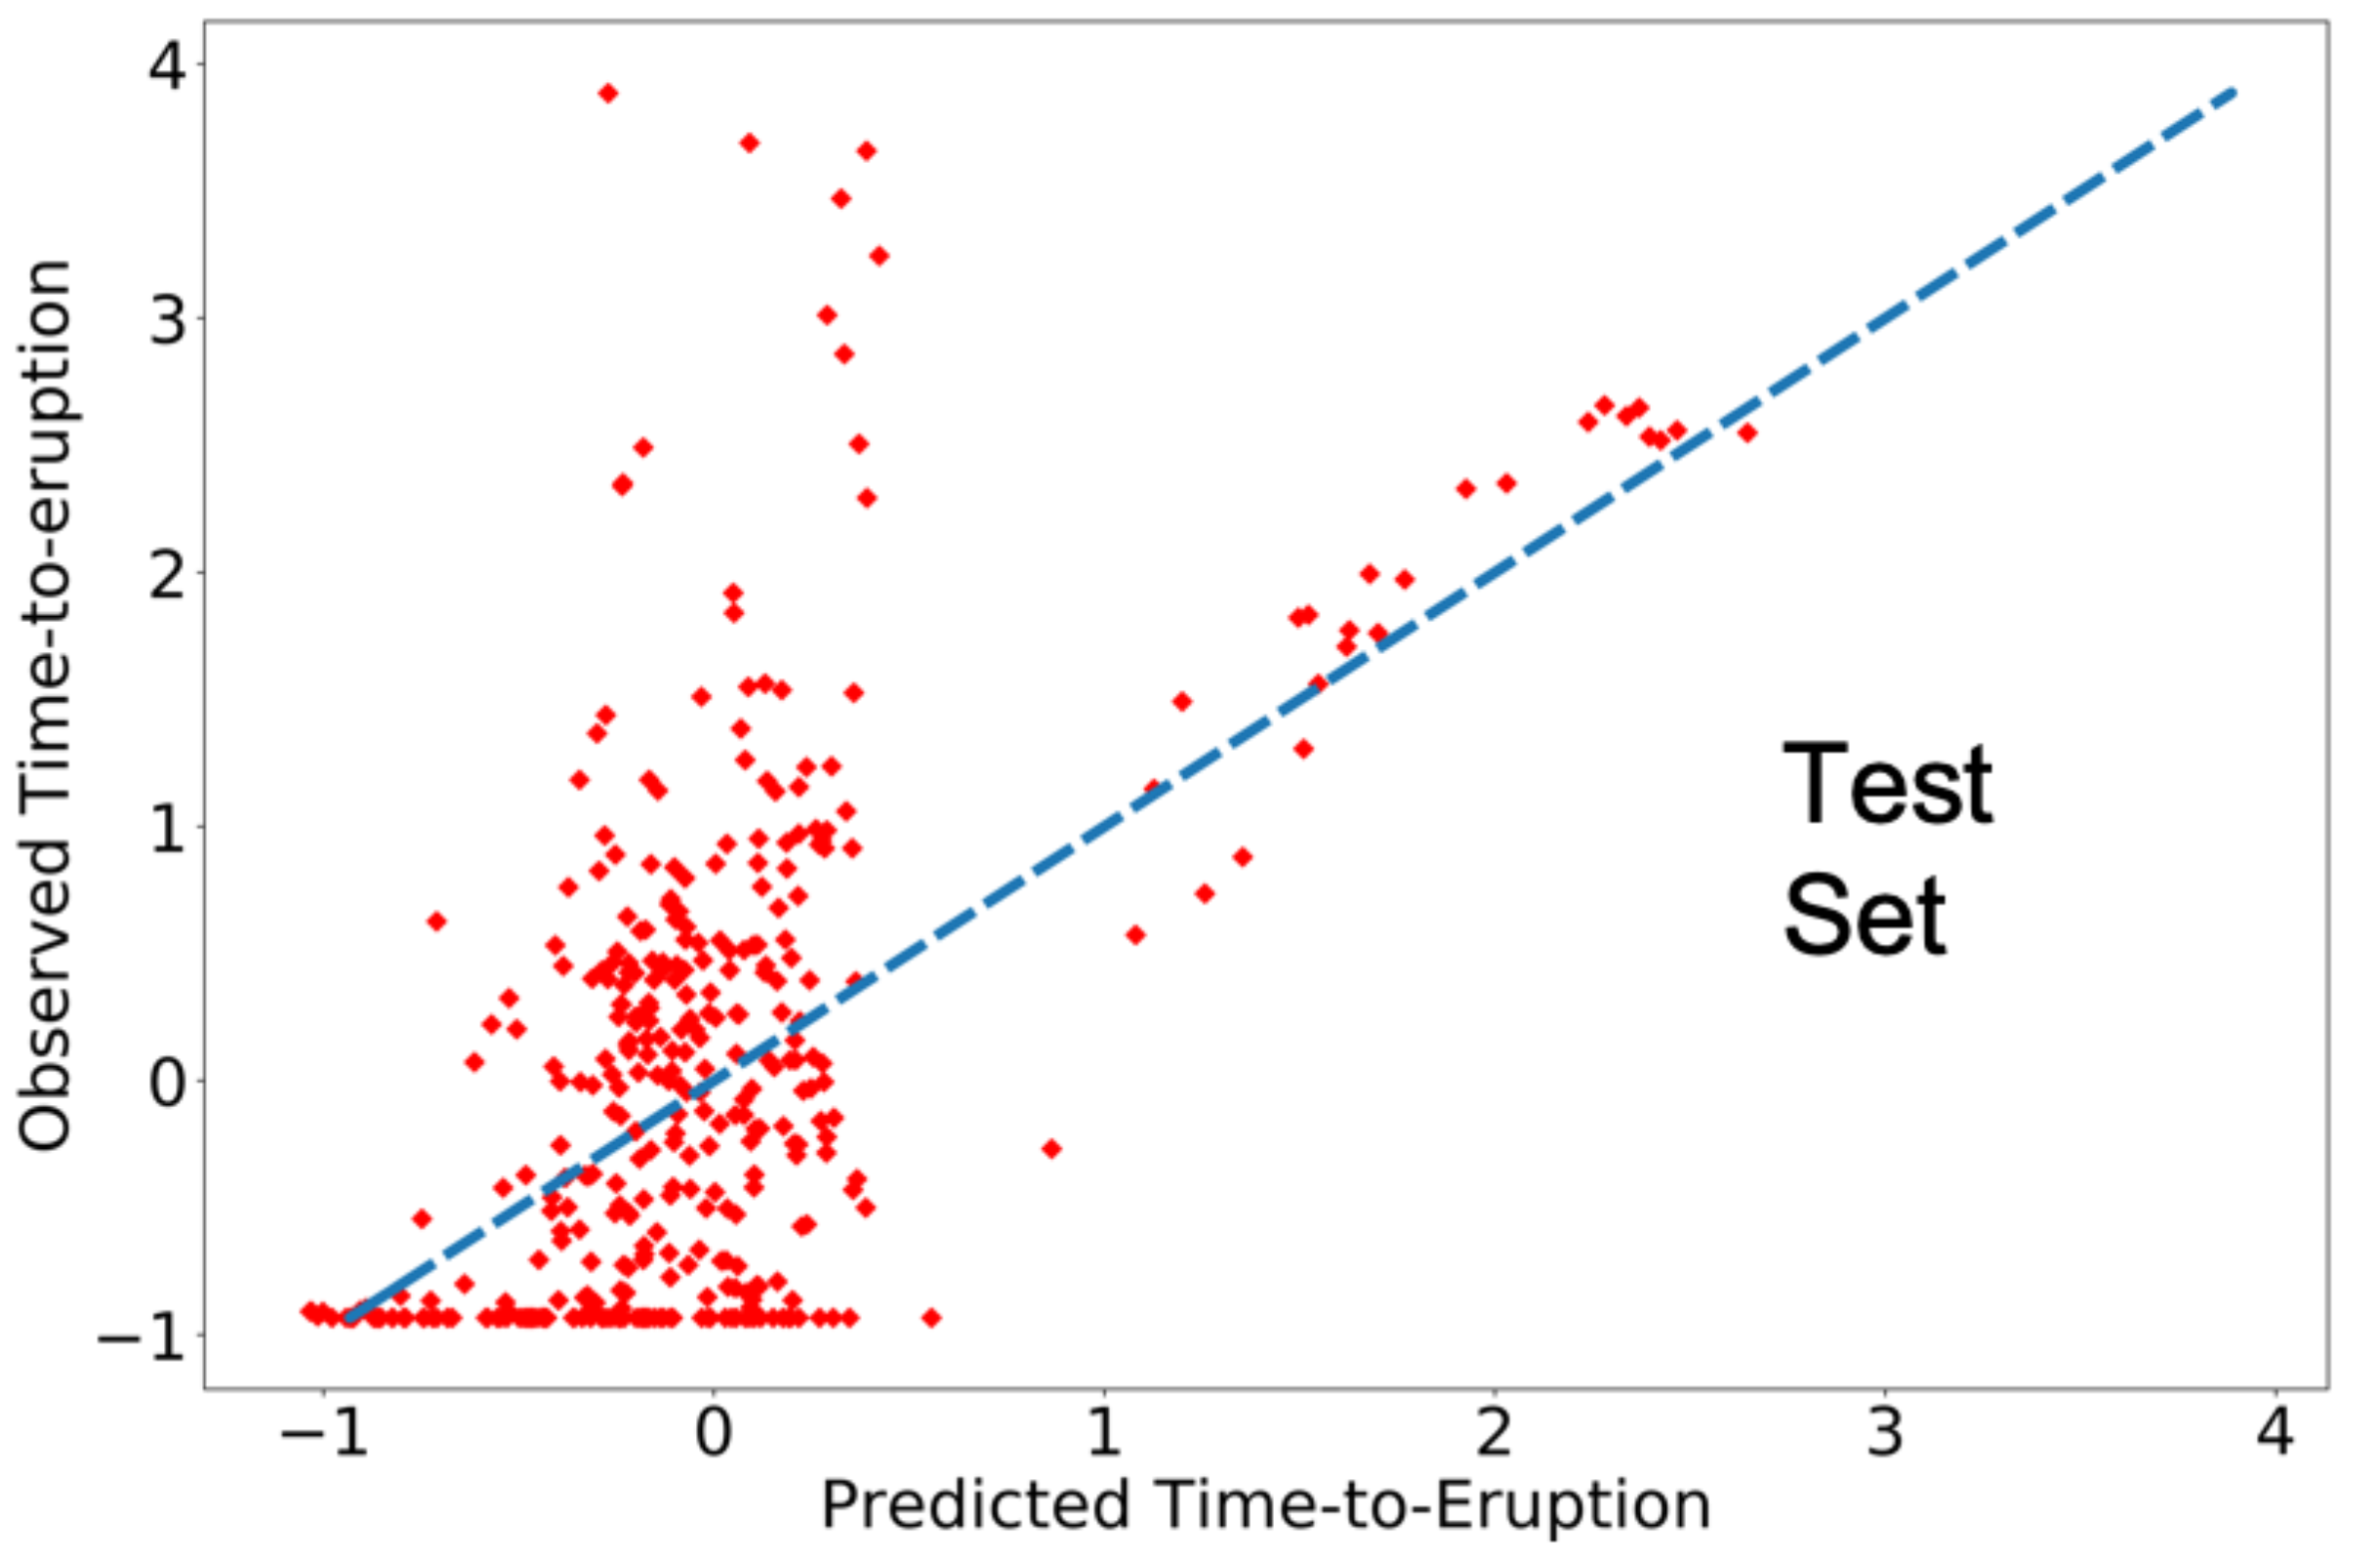 4
3
2
1
0
−1
Observed Time-to-eruption
Test
Set
−1 0 1 2 3 4
Predicted Time-to-Eruption